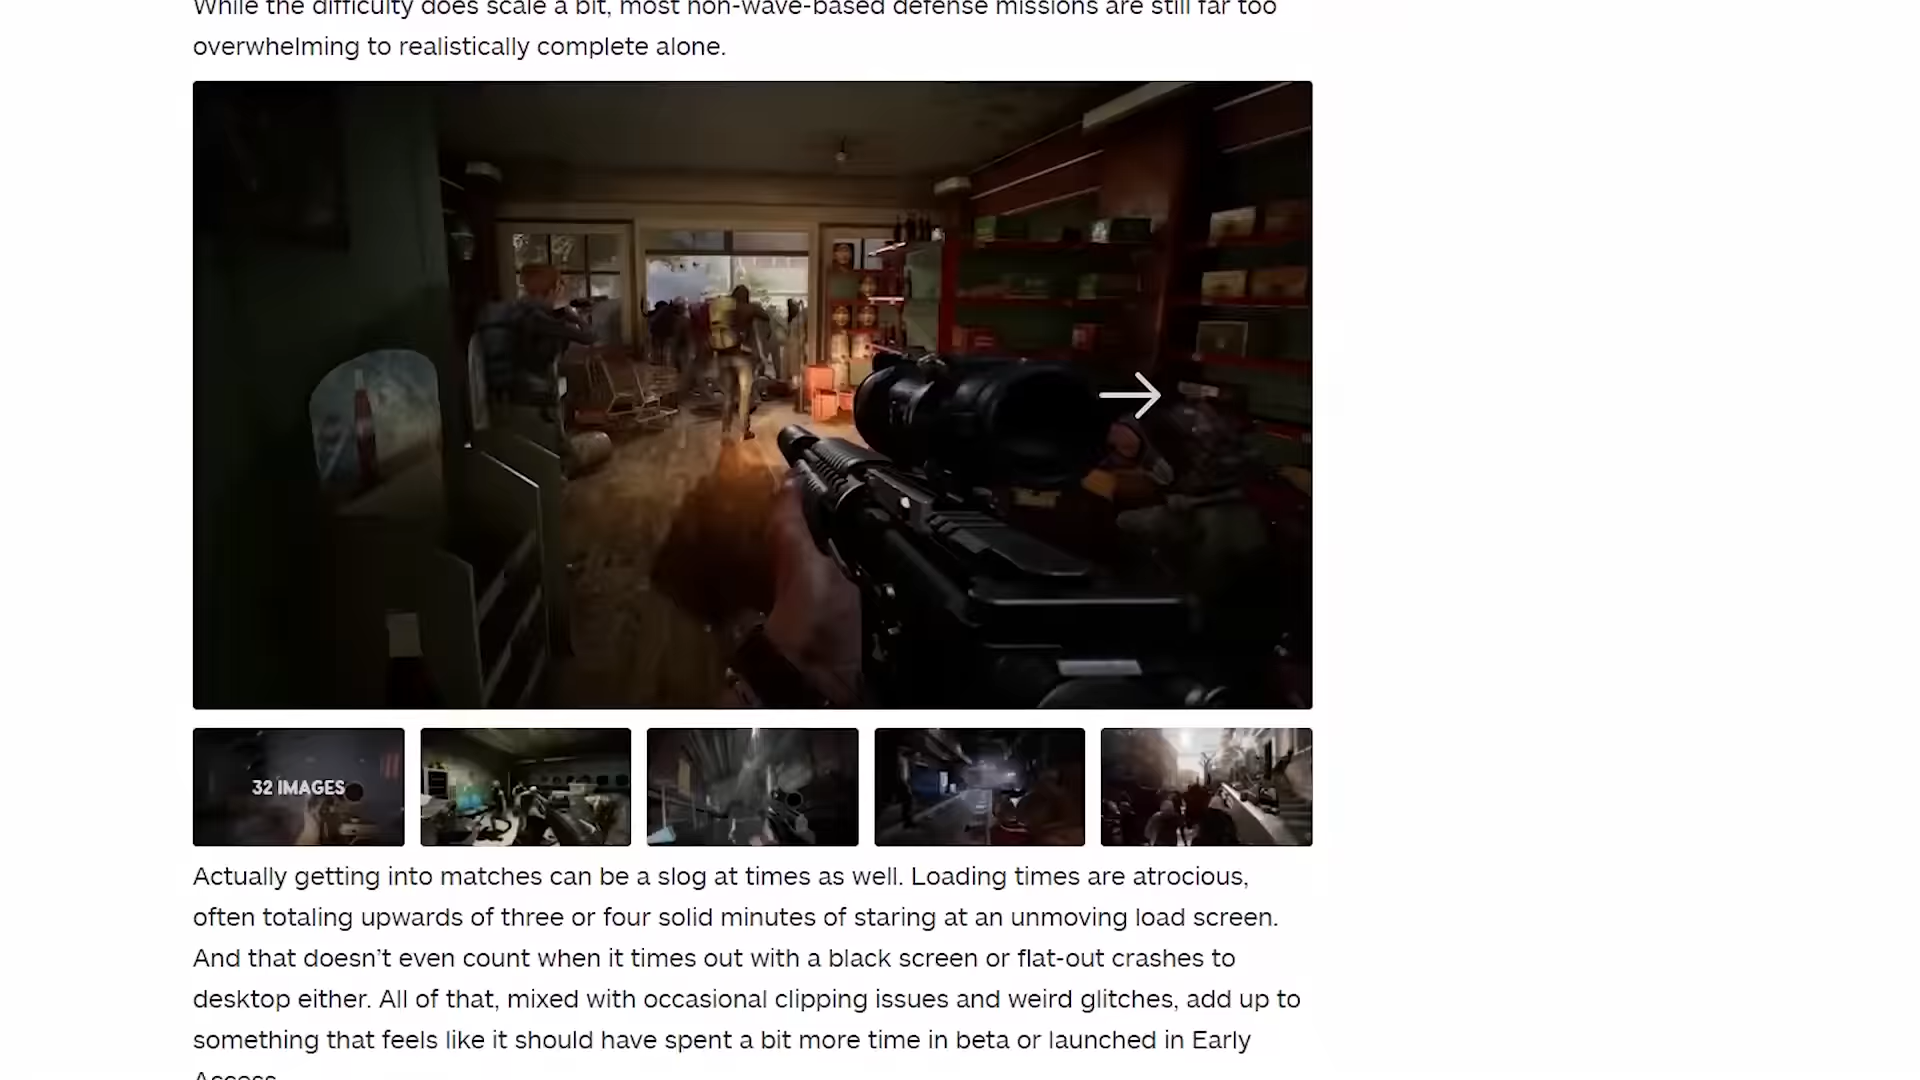 While the difficulty does scale a bit, most non-wave-based defense missions are still far too
overwhelming to realistically complete alone.
32 IMAGES
Actually getting into matches can be a slog at times as well. Loading times are atrocious,
often totaling upwards of three or four solid minutes of staring at an unmoving load screen.
And that doesn’t even count when it times out with a black screen or flat-out crashes to
desktop either. All of that, mixed with occasional clipping issues and weird glitches, add up to
something that feels like it should have spent a bit more time in beta or launched in Early
Access.